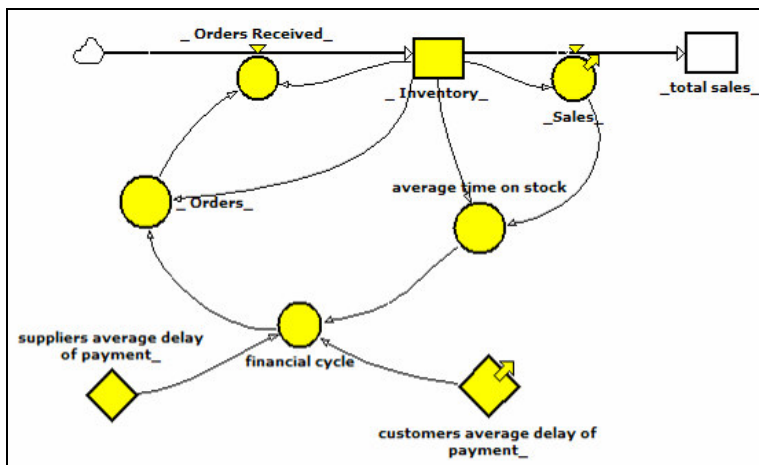 _ Orders Received_
_ Inventory_
_Sales_
_total sales_
average time on stock
_ Orders_
suppliers average delay
of payment_
financial cycle
customers average delay of
payment_